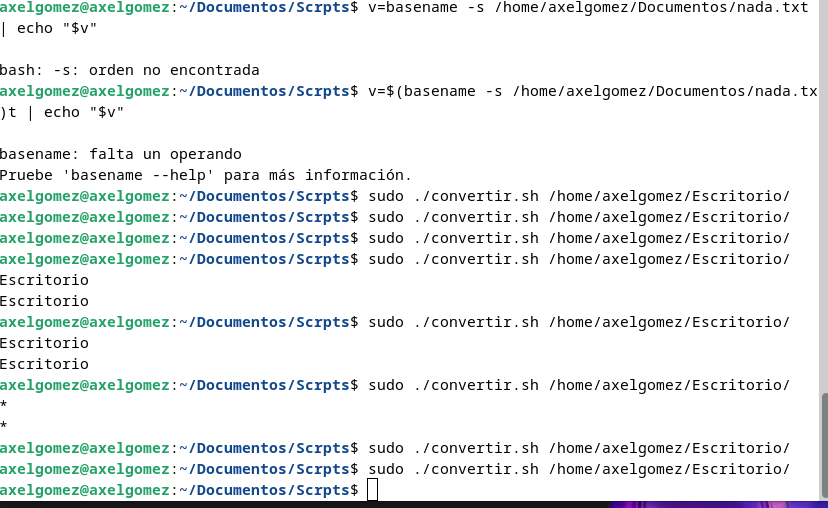 axelgomez@axelgomez:~/Documentos/Scrpts$ v=basename -s /home/axelgomez/Documentos/nada.txt
| echo "$v"

bash: -s: orden no encontrada
axelgomez@axelgomez:~/Documentos/Scrpts$ v=$(basename -s /home/axelgomez/Documentos/nada.tx
)t | echo "$v"

basename: falta un operando
Pruebe 'basename --help' para más información.
axelgomez@axelgomez:~/Documentos/Scrpts$ sudo ./convertir.sh /home/axelgomez/Escritorio/
axelgomez@axelgomez:~/Documentos/Scrpts$ sudo ./convertir.sh /home/axelgomez/Escritorio/
axelgomez@axelgomez:~/Documentos/Scrpts$ sudo ./convertir.sh /home/axelgomez/Escritorio/
axelgomez@axelgomez:~/Documentos/Scrpts$ sudo ./convertir.sh /home/axelgomez/Escritorio/
Escritorio
Escritorio
axelgomez@axelgomez:~/Documentos/Scrpts$ sudo ./convertir.sh /home/axelgomez/Escritorio/
Escritorio
Escritorio
axelgomez@axelgomez:~/Documentos/Scrpts$ sudo ./convertir.sh /home/axelgomez/Escritorio/
*
*
axelgomez@axelgomez:~/Documentos/Scrpts$ sudo ./convertir.sh /home/axelgomez/Escritorio/
axelgomez@axelgomez:~/Documentos/Scrpts$ sudo ./convertir.sh /home/axelgomez/Escritorio/
axelgomez@axelgomez:~/Documentos/Scrpts$